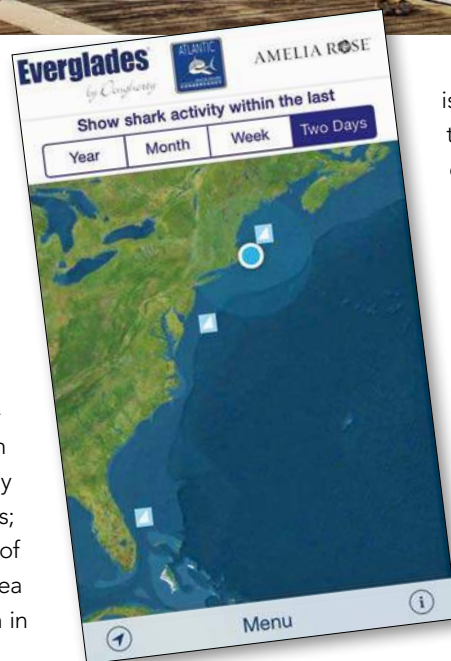 Everglades
by Dougherty
ATLANTIC
AMELIA ROSE
Show shark activity within the last
Year Month Week Two Days
is
t
n
y
s;
of
ea
n in
Menu
i